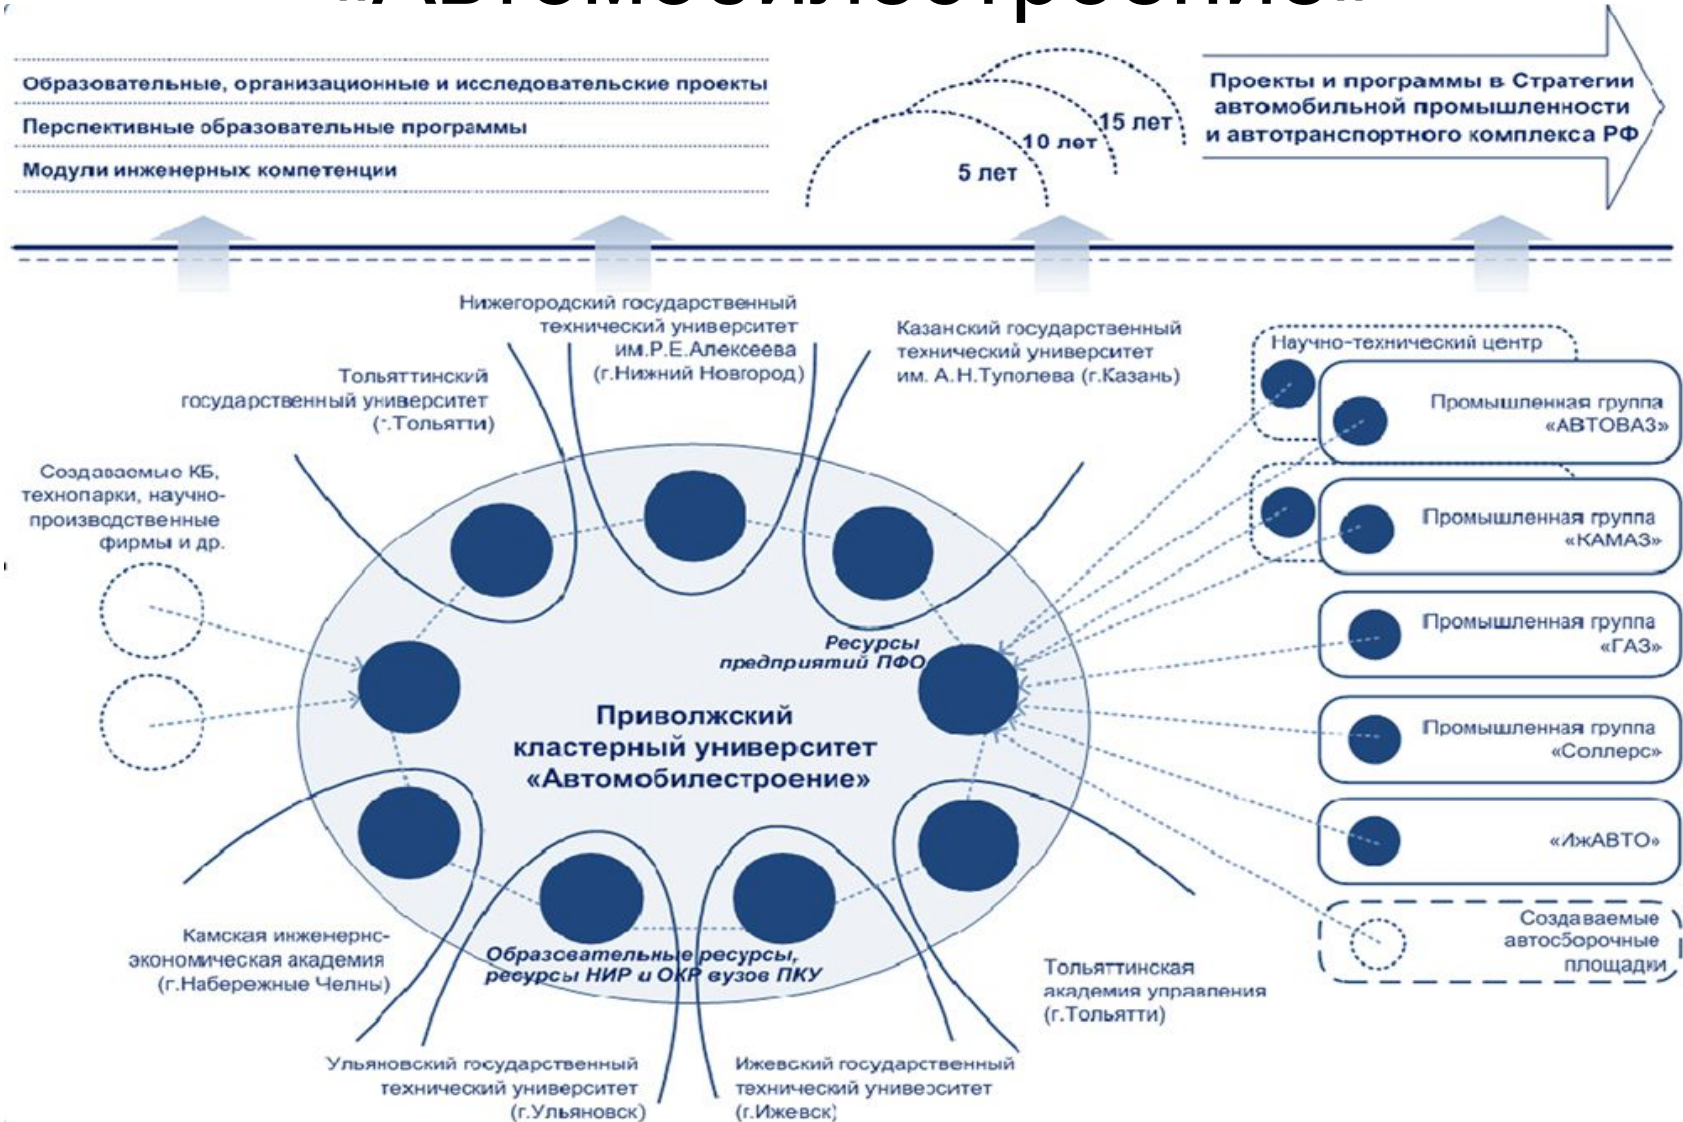 «Автомобилестроение»
Образовательные, организационные и исследовательские проекты
Перспективные образовательные программы
Модули инженерных компетенции
5 лет
10 лет
15 лет
Проекты и программы в Стратегии
автомобильной промышленности
и автотранспортного комплекса РФ
Нижегородский государственный
технический университет
им.Р.Е.Алексеева
(г.Нижний Новгород)
Казанский государственный
технический университет
им. А.Н.Туполева (г.Казань)
Тольяттинский
государственный университет
(г.Тольятти)
Создаваемые КБ,
технопарки, научно-
производственные
фирмы и др.
Научно-технический центр
Промышленная группа
«АВТОВАЗ»
Промышленная группа
«КАМАЗ»
Промышленная группа
«ГАЗ»
Промышленная группа
«Соллерс»
«ИжАВТО»
Создаваемые
автосборочные
площадки
Ресурсы
предприятий ПФО
Приволжский
кластерный университет
«Автомобилестроение»
Образовательные ресурсы,
ресурсы НИР и ОКР вузов ПКУ
Камская инженерно-
экономическая академия
(г.Набережные Челны)
Ульяновский государственный
технический университет
(г.Ульяновск)
Ижевский государственный
технический университет
(г.Ижевск)
Тольяттинская
академия управления
(г.Тольятти)